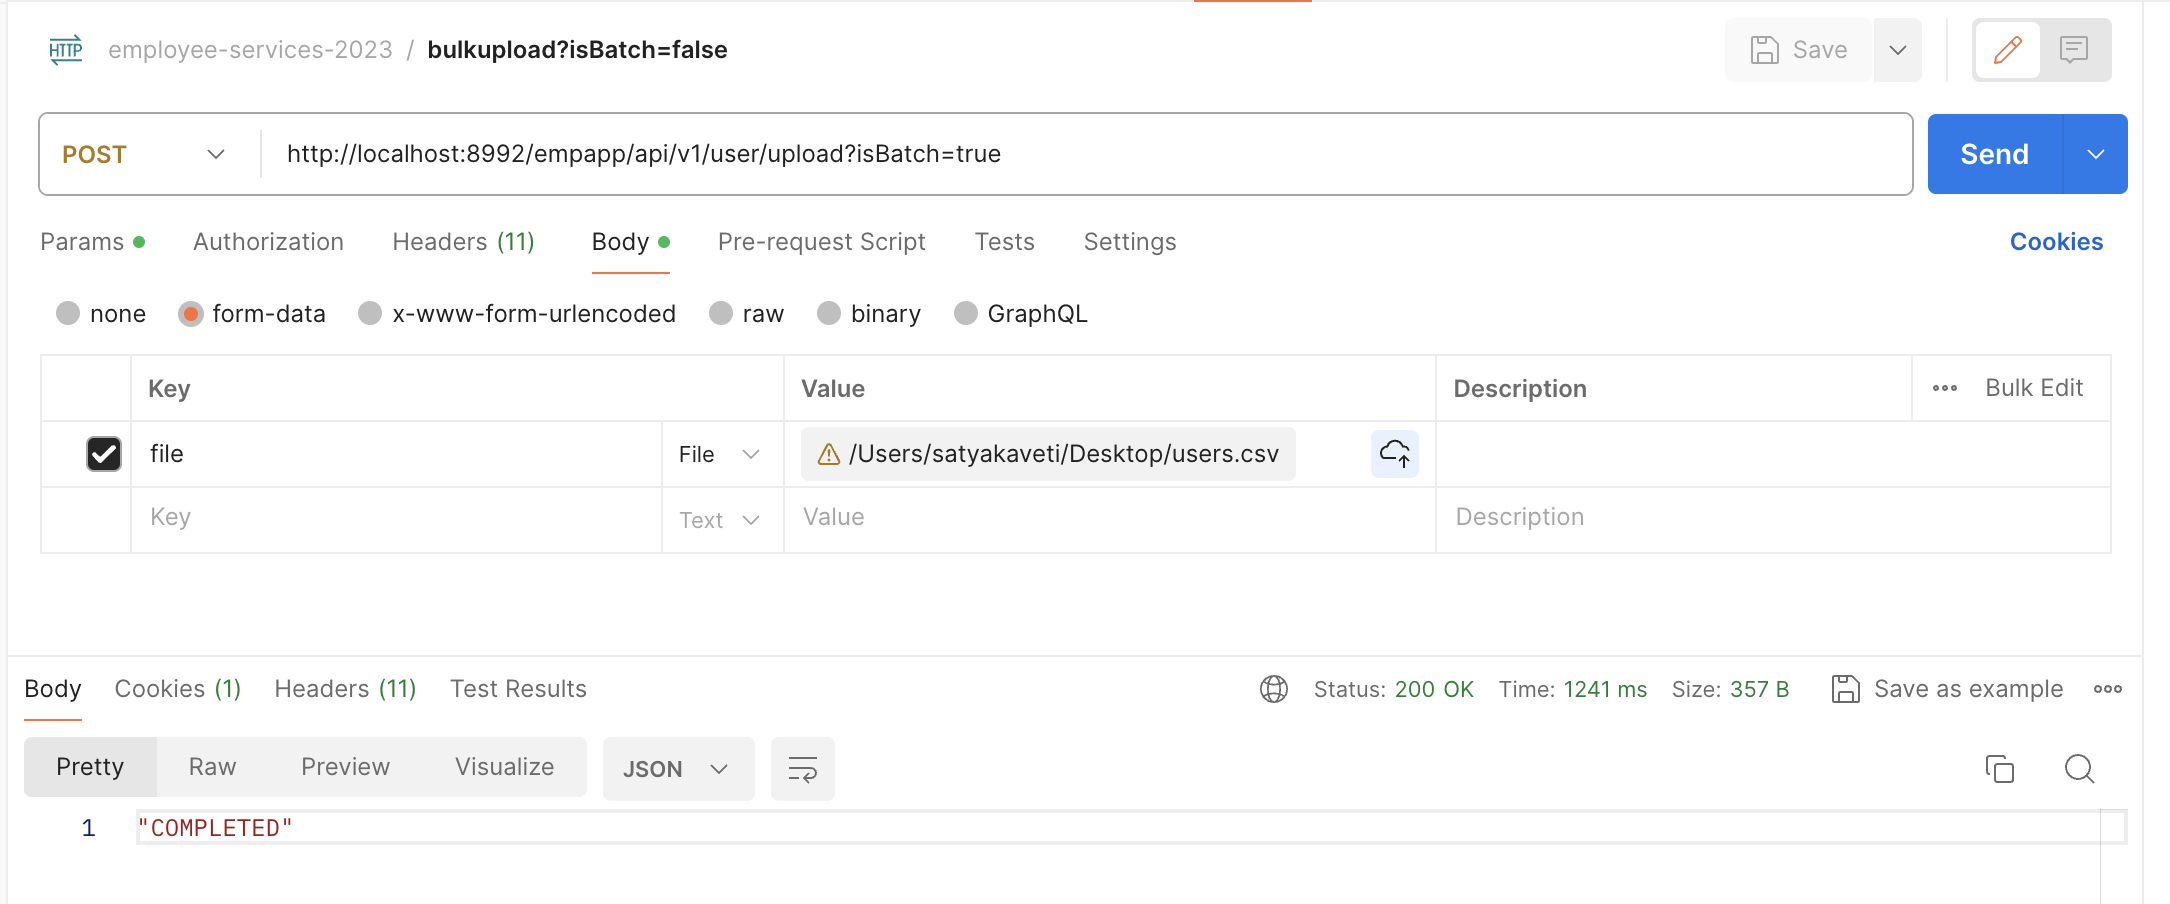 HTTP employee-services-2023 / bulkupload?isBatch=false Save
POST http://localhost:8992/empapp/api/v1/user/upload?isBatch=true Send
Params Authorization Headers (11) Body Pre-request Script Tests Settings Cookies
none form-data x-www-form-urlencoded raw binary GraphQL
Key Value Description Bulk Edit
file File /Users/satyakaveti/Desktop/users.csv
Key Text Value Description
Body Cookies (1) Headers (11) Test Results Status: 200 OK Time: 1241 ms Size: 357 B Save as example
Pretty Raw Preview Visualize JSON
1 "COMPLETED"